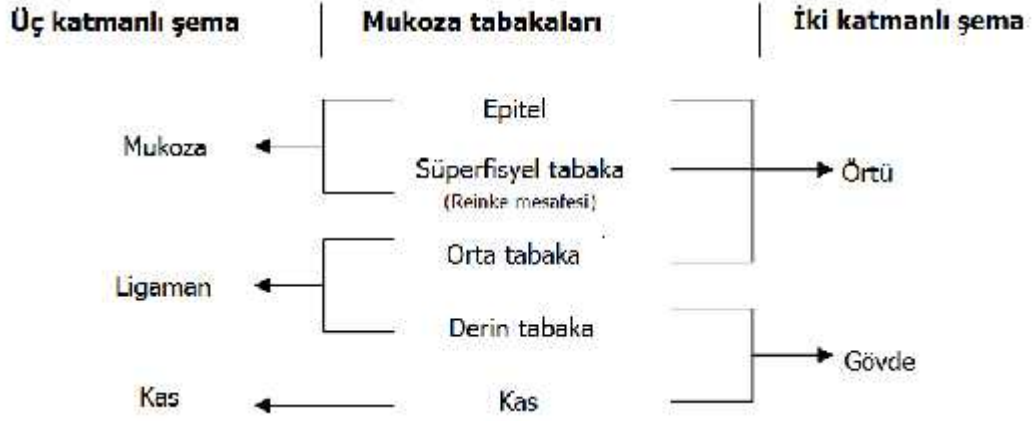 Üç katmanlı şema
Mukoza tabakaları
İki katmanlı şema
Epitel
Mukoza
Süperfisyel tabaka
(Reinke mesafesi)
Örtü
Orta tabaka
Ligaman
Derin tabaka
Gövde
Kas
Kas